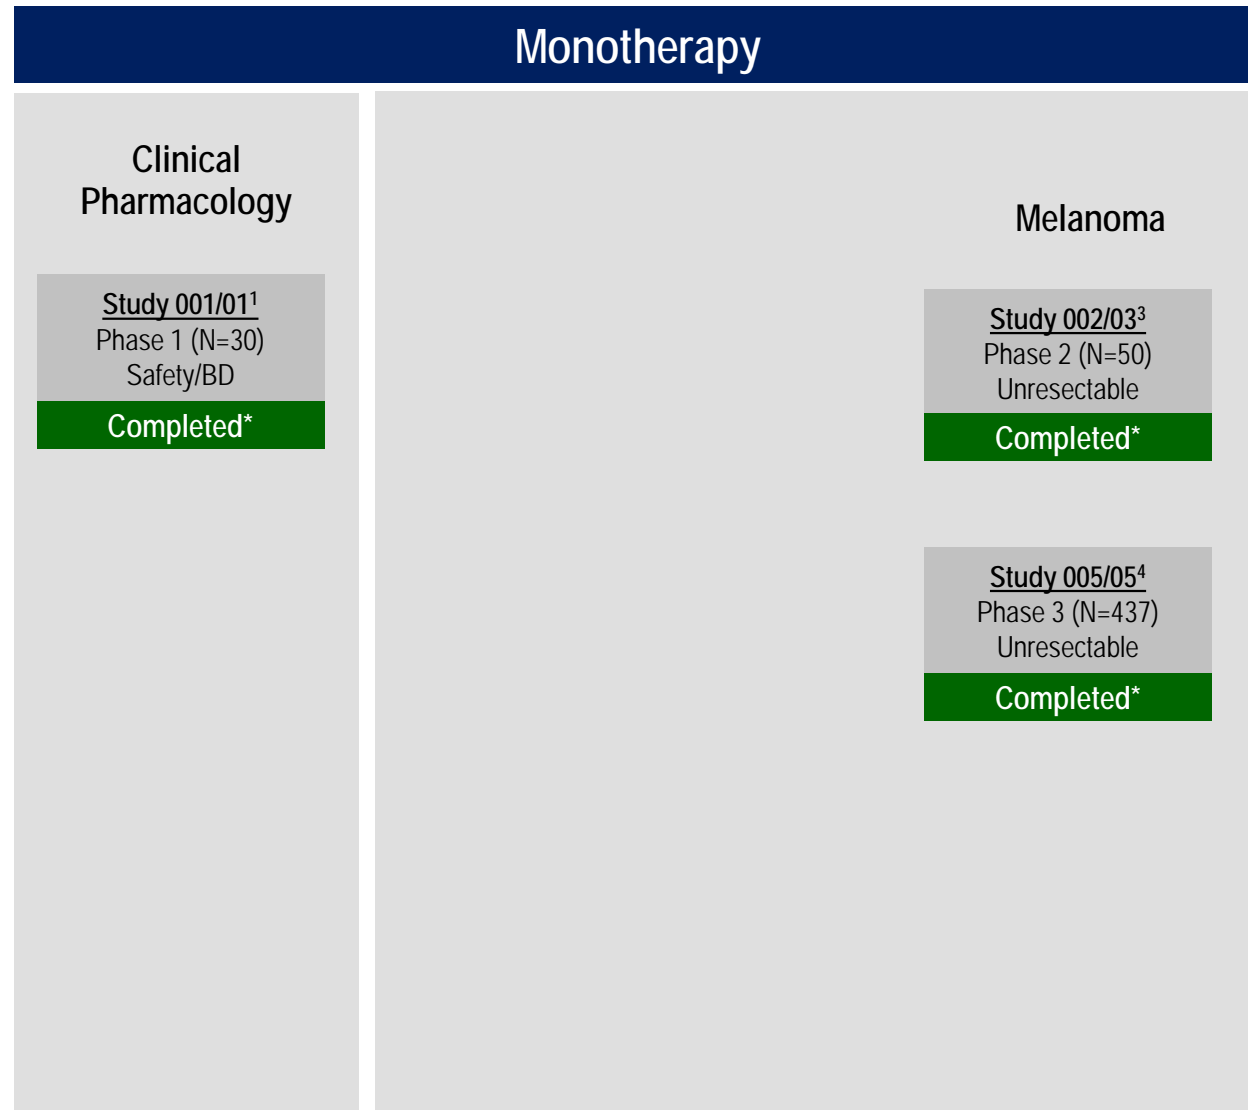 Monotherapy
Clinical
Pharmacology
Study 001/01¹
Phase 1 (N=30)
Safety/BD
Completed*
Melanoma
Study 002/03³
Phase 2 (N=50)
Unresectable
Completed*
Study 005/05⁴
Phase 3 (N=437)
Unresectable
Completed*